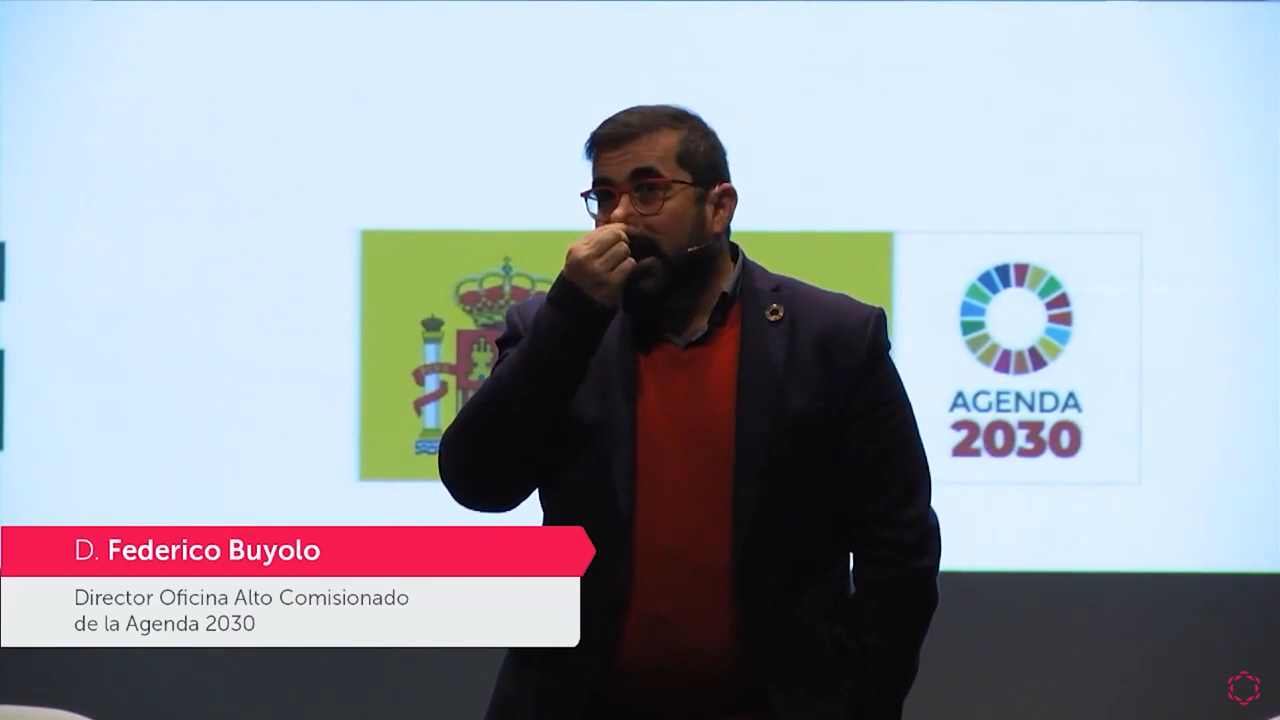 AGENDA
2030
D. Federico Buyolo
Director Oficina Alto Comisionado
de la Agenda 2030